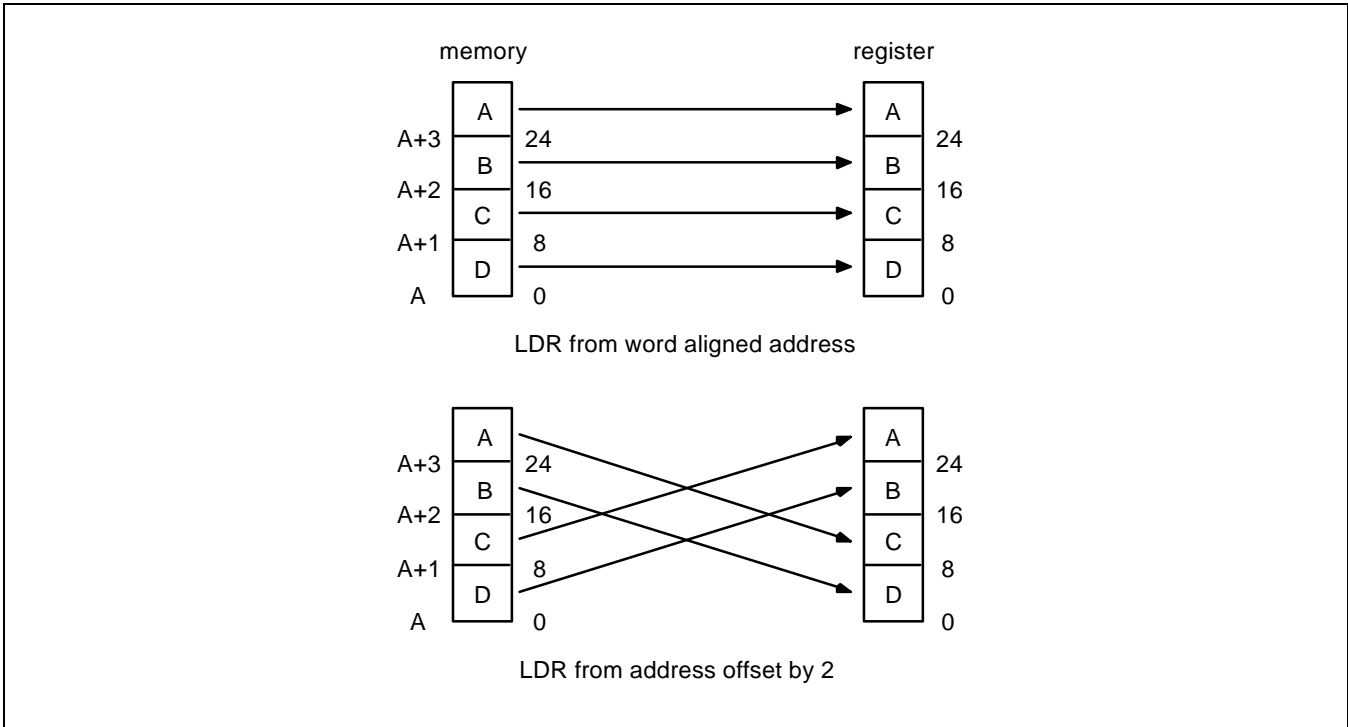 memory register
A A
A+3 24 24
B B
A+2 16 16
C C
A+1 8 8
D D
A 0 0
LDR from word aligned address
A A
A+3 24 24
B B
A+2 16 16
C C
A+1 8 8
D D
A 0 0
LDR from address offset by 2